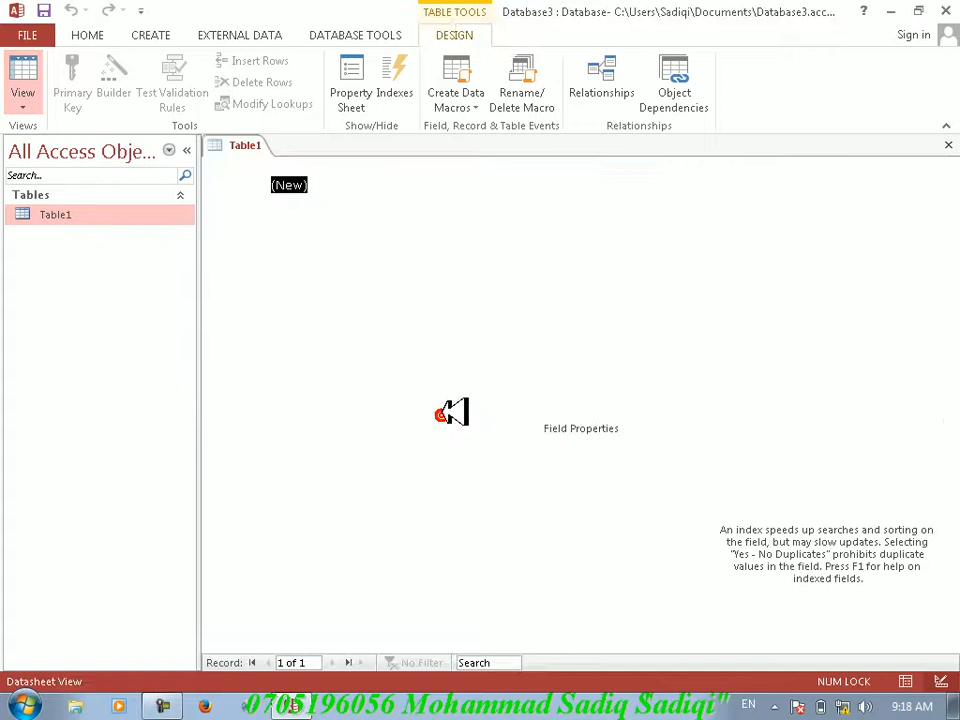 TABLE TOOLS
Database3 : Database- C:\Users\Sadiqi\Documents\Database3.acc...
FILE HOME CREATE EXTERNAL DATA DATABASE TOOLS DESIGN Sign in
View
Primary Key
Builder
Test Validation Rules
Insert Rows
Delete Rows
Modify Lookups
Property Sheet
Indexes
Create Data Macros
Rename/ Delete Macro
Relationships
Object Dependencies
Views Tools Show/Hide Field, Record & Table Events Relationships
All Access Obje...
Search..
Tables
Table1
Table1
(New)
Field Properties
An index speeds up searches and sorting on
the field, but may slow updates. Selecting
"Yes - No Duplicates" prohibits duplicate
values in the field. Press F1 for help on
indexed fields.
Record: 1 of 1 No Filter Search
Datasheet View NUM LOCK
0705196056 Mohammad Sadiq Sadiqi"
EN 9:18 AM